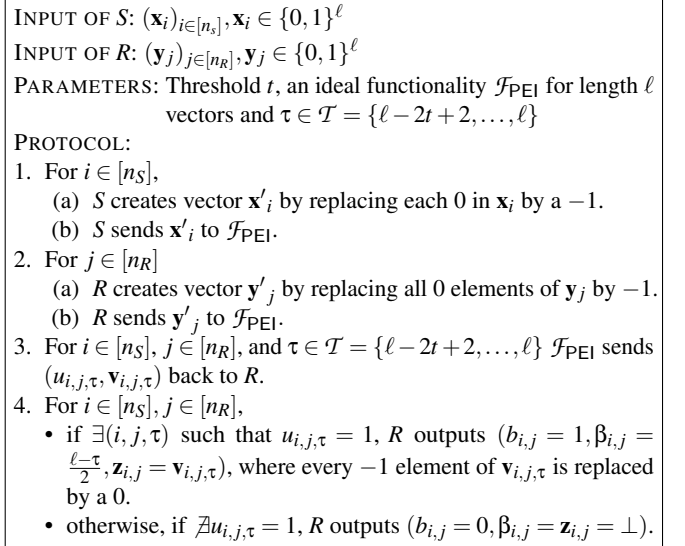 INPUT OF S: (x_i)_{i∈[n_s]}, x_i ∈ {0,1}^ℓ
INPUT OF R: (y_j)_{j∈[n_R]}, y_j ∈ {0,1}^ℓ
PARAMETERS: Threshold t, an ideal functionality ℱ_PEI for length ℓ
vectors and τ ∈ 𝒯 = {ℓ−2t+2,...,ℓ}
PROTOCOL:
1. For i ∈ [n_S],
(a) S creates vector x′_i by replacing each 0 in x_i by a −1.
(b) S sends x′_i to ℱ_PEI.
2. For j ∈ [n_R]
(a) R creates vector y′_j by replacing all 0 elements of y_j by −1.
(b) R sends y′_j to ℱ_PEI.
3. For i ∈ [n_S], j ∈ [n_R], and τ ∈ 𝒯 = {ℓ−2t+2,...,ℓ} ℱ_PEI sends
(u_{i,j,τ}, v_{i,j,τ}) back to R.
4. For i ∈ [n_S], j ∈ [n_R],
• if ∃(i, j, τ) such that u_{i,j,τ} = 1, R outputs (b_{i,j} = 1, β_{i,j} =
\frac{ℓ−τ}{2}, z_{i,j} = v_{i,j,τ}), where every −1 element of v_{i,j,τ} is replaced
by a 0.
• otherwise, if ∄u_{i,j,τ} = 1, R outputs (b_{i,j} = 0, β_{i,j} = z_{i,j} = ⊥).